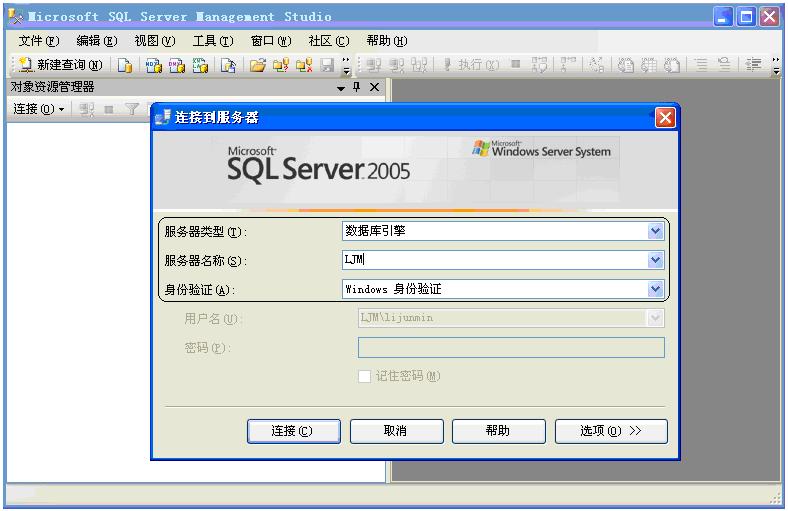 Microsoft SQL Server Management Studio
文件(F) 编辑(E) 视图(V) 工具(T) 窗口(W) 社区(C) 帮助(H)
新建查询(N) 执行(X)
对象资源管理器
连接(O)
连接到服务器
Microsoft SQL Server 2005
Microsoft Windows Server System
服务器类型(T): 数据库引擎
服务器名称(S): LJM
身份验证(A): Windows 身份验证
用户名(U): LJM\lijunmin
密码(P):
记住密码(M)
连接(C) 取消 帮助 选项(O) >>